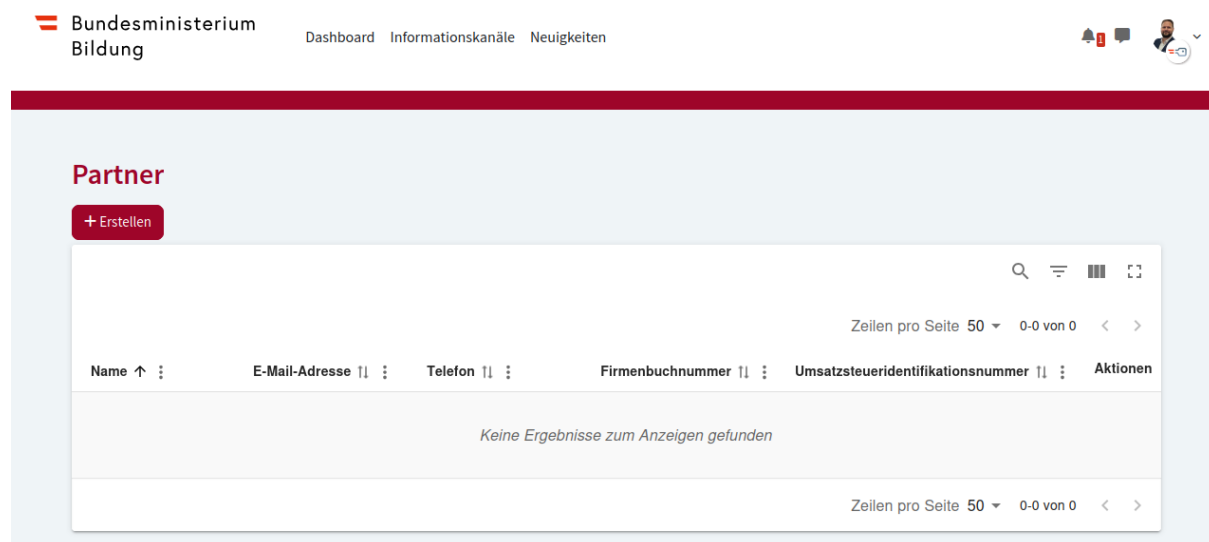 Bundesministerium
Bildung
Dashboard Informationskanäle Neuigkeiten
1
Partner
+ Erstellen
Zeilen pro Seite 50 0-0 von 0
Name E-Mail-Adresse Telefon Firmenbuchnummer Umsatzsteueridentifikationsnummer Aktionen
Keine Ergebnisse zum Anzeigen gefunden
Zeilen pro Seite 50 0-0 von 0